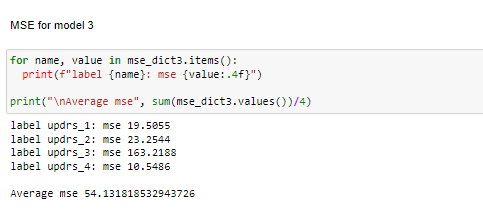 MSE for model 3
for name, value in mse_dict3.items():
  print(f"label {name}: mse {value:.4f}")
print("\nAverage mse", sum(mse_dict3.values())/4)
label updrs_1: mse 19.5055
label updrs_2: mse 23.2544
label updrs_3: mse 163.2188
label updrs_4: mse 10.5486
Average mse 54.131818532943726